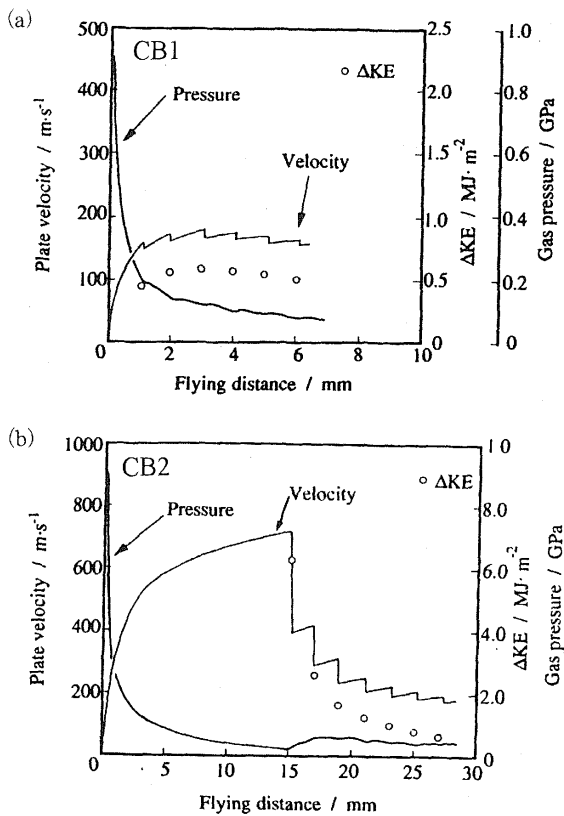 (a)
CB1
ΔKE
Pressure
Velocity
Plate velocity / m·s⁻¹
500
400
300
200
100
0
2.5
2.0
1.5
1.0
0.5
0
ΔKE / MJ·m⁻²
1.0
0.8
0.6
0.4
0.2
0
Gas pressure / GPa
0
2
4
6
8
10
Flying distance / mm
(b)
CB2
ΔKE
Pressure
Velocity
Plate velocity / m·s⁻¹
1000
800
600
400
200
0
1 0
8.0
6.0
4.0
2.0
0
ΔKE / MJ·m⁻²
Gas pressure / GPa
0
5
10
15
20
25
30
Flying distance / mm